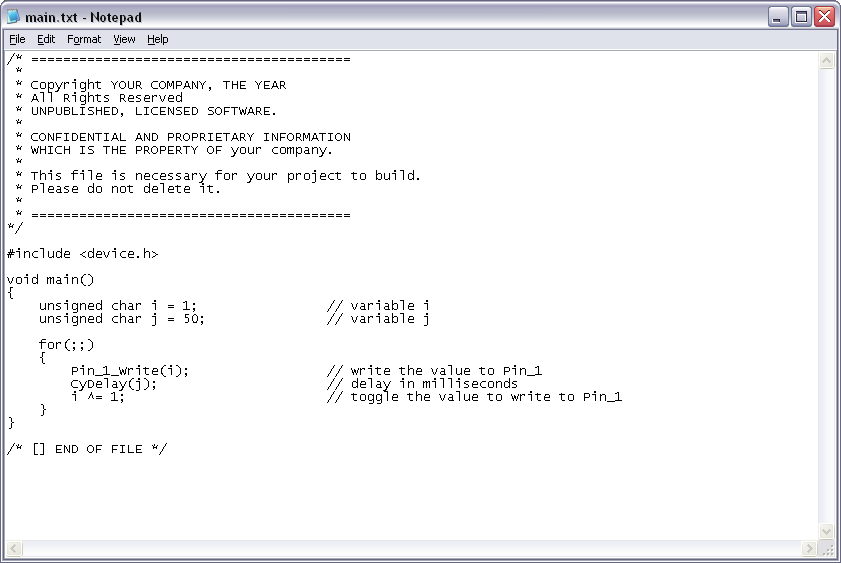 main.txt - Notepad
File Edit Format View Help
/* ========================================
 *
 * Copyright YOUR COMPANY, THE YEAR
 * All Rights Reserved
 * UNPUBLISHED, LICENSED SOFTWARE.
 *
 * CONFIDENTIAL AND PROPRIETARY INFORMATION
 * WHICH IS THE PROPERTY OF your company.
 *
 * This file is necessary for your project to build.
 * Please do not delete it.
 *
 * ========================================
*/
#include <device.h>
void main()
{
    unsigned char i = 1;                // variable i
    unsigned char j = 50;               // variable j
    for(;;)
    {
        Pin_1_Write(i);                 // write the value to Pin_1
        CyDelay(j);                     // delay in milliseconds
        i ^= 1;                         // toggle the value to write to Pin_1
    }
}
/* [] END OF FILE */